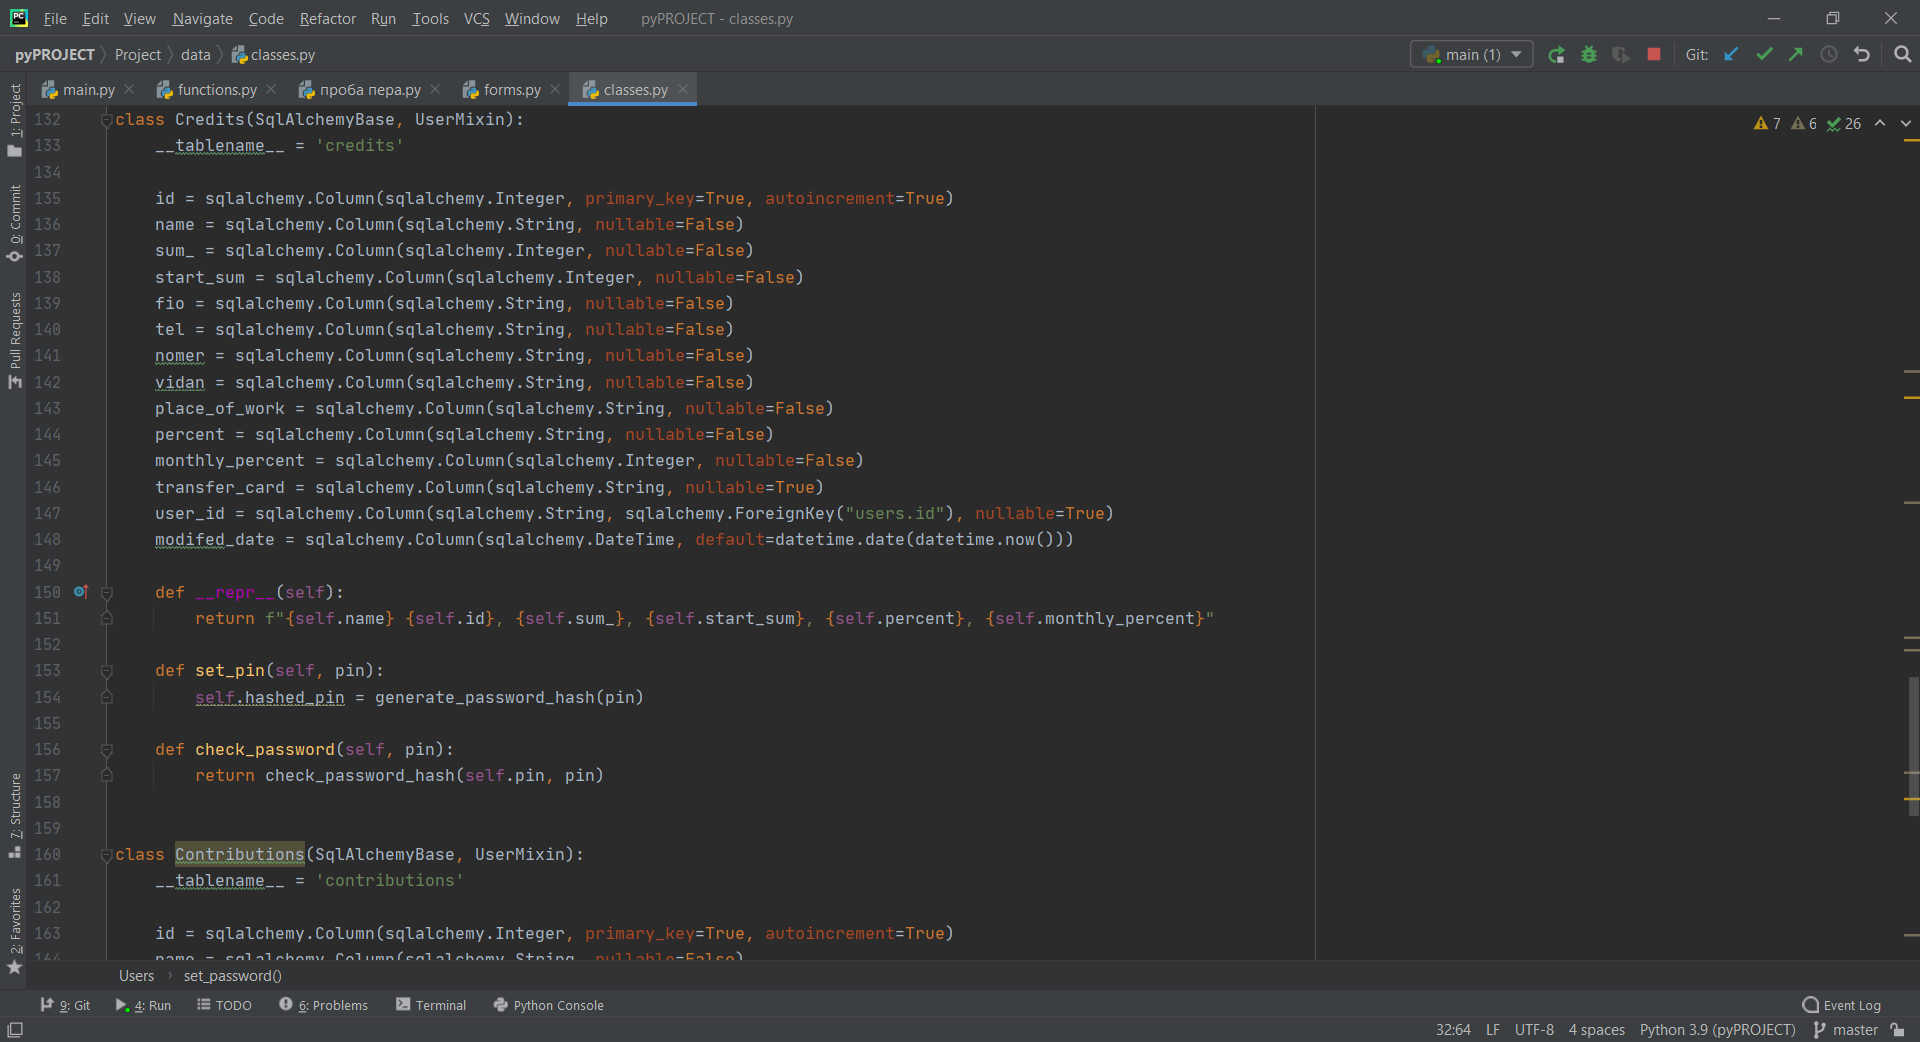 File Edit View Navigate Code Refactor Run Tools VCS Window Help pyPROJECT - classes.py
pyPROJECT Project data classes.py main (1) Git:
main.py functions.py проба пера.py forms.py classes.py
1: Project
0: Commit
Pull Requests
7: Structure
2: Favorites
7 6 26
132 class Credits(SqlAlchemyBase, UserMixin):
133 __tablename__ = 'credits'
134
135 id = sqlalchemy.Column(sqlalchemy.Integer, primary_key=True, autoincrement=True)
136 name = sqlalchemy.Column(sqlalchemy.String, nullable=False)
137 sum_ = sqlalchemy.Column(sqlalchemy.Integer, nullable=False)
138 start_sum = sqlalchemy.Column(sqlalchemy.Integer, nullable=False)
139 fio = sqlalchemy.Column(sqlalchemy.String, nullable=False)
140 tel = sqlalchemy.Column(sqlalchemy.String, nullable=False)
141 nomer = sqlalchemy.Column(sqlalchemy.String, nullable=False)
142 vidan = sqlalchemy.Column(sqlalchemy.String, nullable=False)
143 place_of_work = sqlalchemy.Column(sqlalchemy.String, nullable=False)
144 percent = sqlalchemy.Column(sqlalchemy.String, nullable=False)
145 monthly_percent = sqlalchemy.Column(sqlalchemy.Integer, nullable=False)
146 transfer_card = sqlalchemy.Column(sqlalchemy.String, nullable=True)
147 user_id = sqlalchemy.Column(sqlalchemy.String, sqlalchemy.ForeignKey("users.id"), nullable=True)
148 modifed_date = sqlalchemy.Column(sqlalchemy.DateTime, default=datetime.date(datetime.now()))
149
150 def __repr__(self):
151 return f"{self.name} {self.id}, {self.sum_}, {self.start_sum}, {self.percent}, {self.monthly_percent}"
152
153 def set_pin(self, pin):
154 self.hashed_pin = generate_password_hash(pin)
155
156 def check_password(self, pin):
157 return check_password_hash(self.pin, pin)
158
159
160 class Contributions(SqlAlchemyBase, UserMixin):
161 __tablename__ = 'contributions'
162
163 id = sqlalchemy.Column(sqlalchemy.Integer, primary_key=True, autoincrement=True)
164 name = sqlalchemy.Column(sqlalchemy.String, nullable=False)
Users set_password()
9: Git 4: Run TODO 6: Problems Terminal Python Console Event Log
32:64 LF UTF-8 4 spaces Python 3.9 (pyPROJECT) master